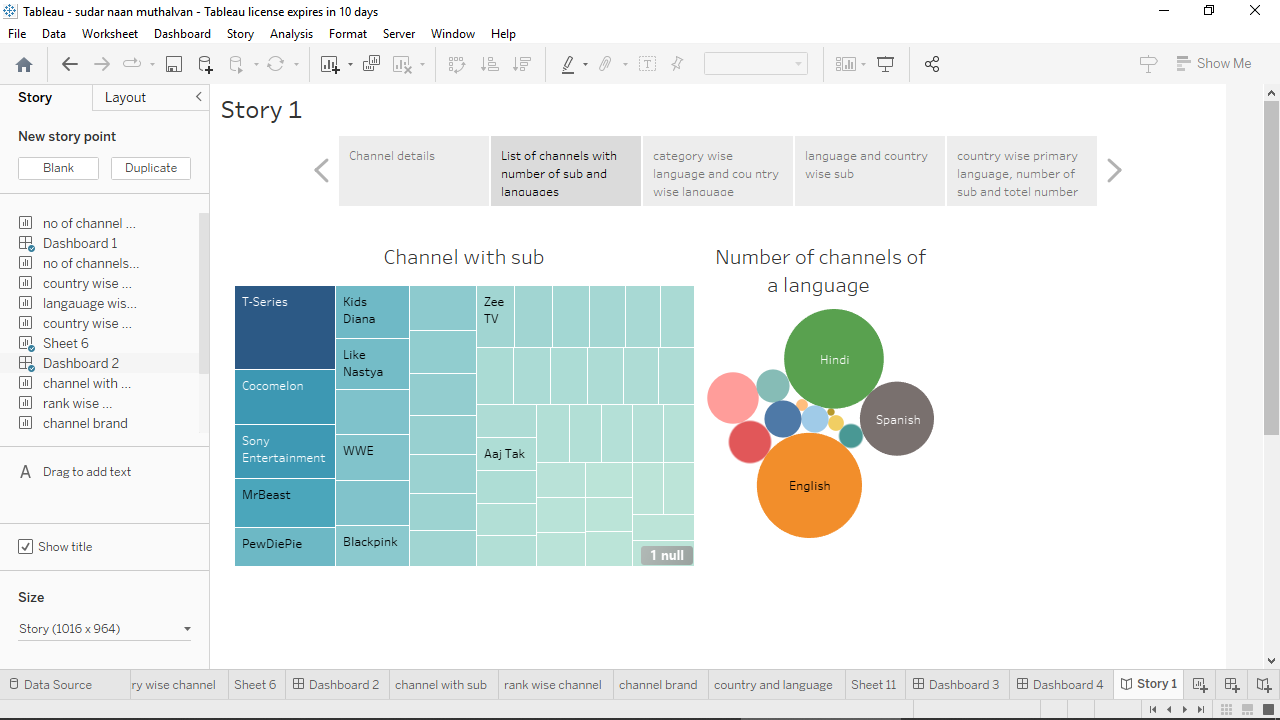 Tableau - sudar naan muthalvan - Tableau license expires in 10 days
File Data Worksheet Dashboard Story Analysis Format Server Window Help
Show Me
Story Layout
New story point
Blank Duplicate
no of channel ...
Dashboard 1
no of channels...
country wise ...
langauage wis...
country wise ...
Sheet 6
Dashboard 2
channel with ...
rank wise ...
channel brand
A Drag to add text
Show title
Size
Story (1016 x 964)
Story 1
Channel details
List of channels with
number of sub and
languages
category wise
language and country
wise language
language and country
wise sub
country wise primary
language, number of
sub and totel number
Channel with sub
T-Series
Cocomelon
Sony
Entertainment
MrBeast
PewDiePie
Kids
Diana
Like
Nastya
WWE
Blackpink
Zee
TV
Aaj Tak
1 null
Number of channels of
a language
Hindi
Spanish
English
Data Source ry wise channel Sheet 6 Dashboard 2 channel with sub rank wise channel channel brand country and language Sheet 11 Dashboard 3 Dashboard 4 Story 1